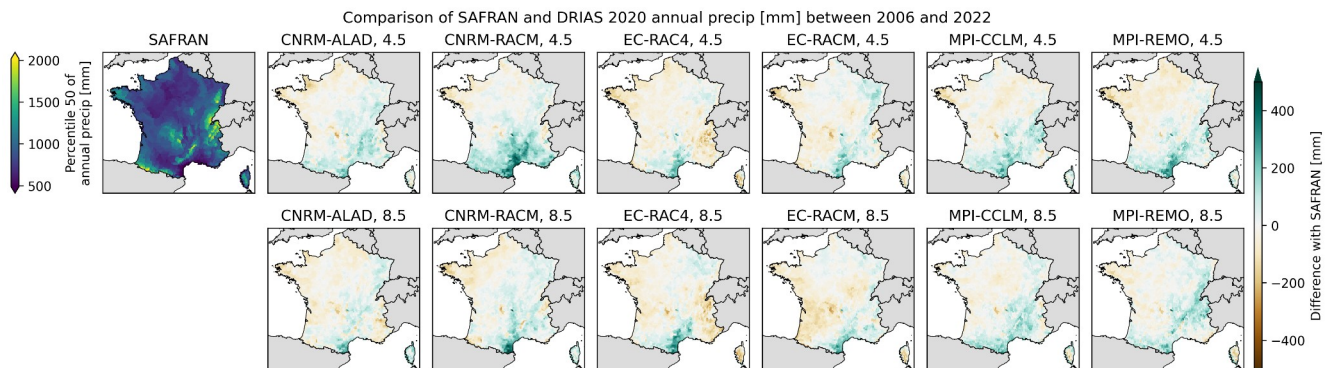 Comparison of SAFRAN and DRIAS 2020 annual precip [mm] between 2006 and 2022
SAFRAN
CNRM-ALAD, 4.5
CNRM-RACM, 4.5
EC-RAC4, 4.5
EC-RACM, 4.5
MPI-CCLM, 4.5
MPI-REMO, 4.5
2000
1500
1000
500
Percentile 50 of
annual precip [mm]
CNRM-ALAD, 8.5
CNRM-RACM, 8.5
EC-RAC4, 8.5
EC-RACM, 8.5
MPI-CCLM, 8.5
MPI-REMO, 8.5
400
200
0
−200
−400
Difference with SAFRAN [mm]